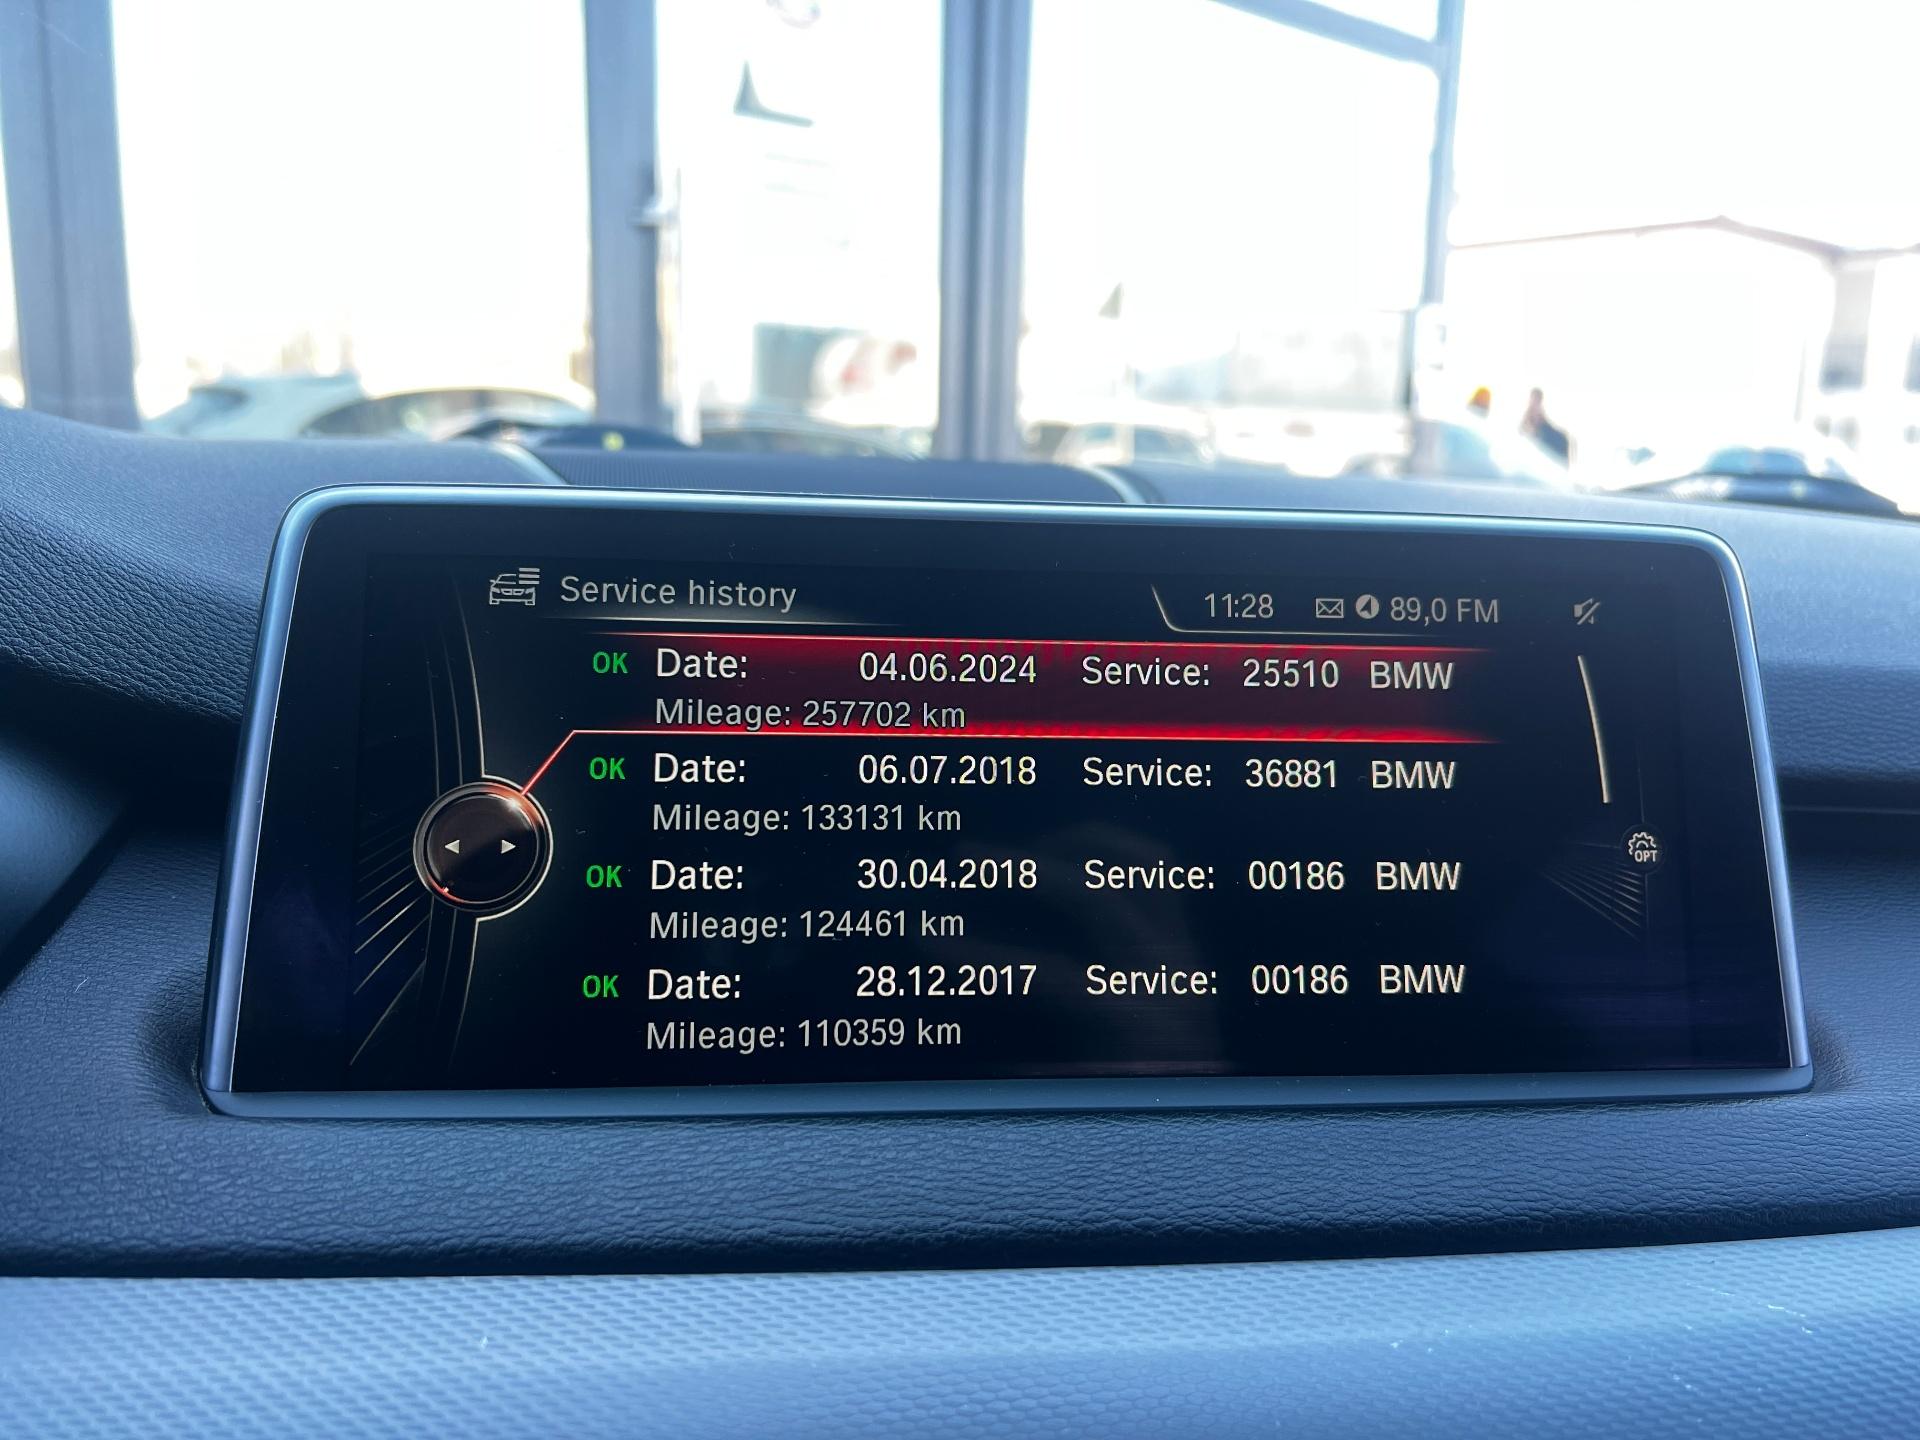 Service history
11:28 89,0 FM
OK Date: 04.06.2024 Service: 25510 BMW
Mileage: 257702 km
OK Date: 06.07.2018 Service: 36881 BMW
Mileage: 133131 km
OK Date: 30.04.2018 Service: 00186 BMW
Mileage: 124461 km
OK Date: 28.12.2017 Service: 00186 BMW
Mileage: 110359 km
OPT